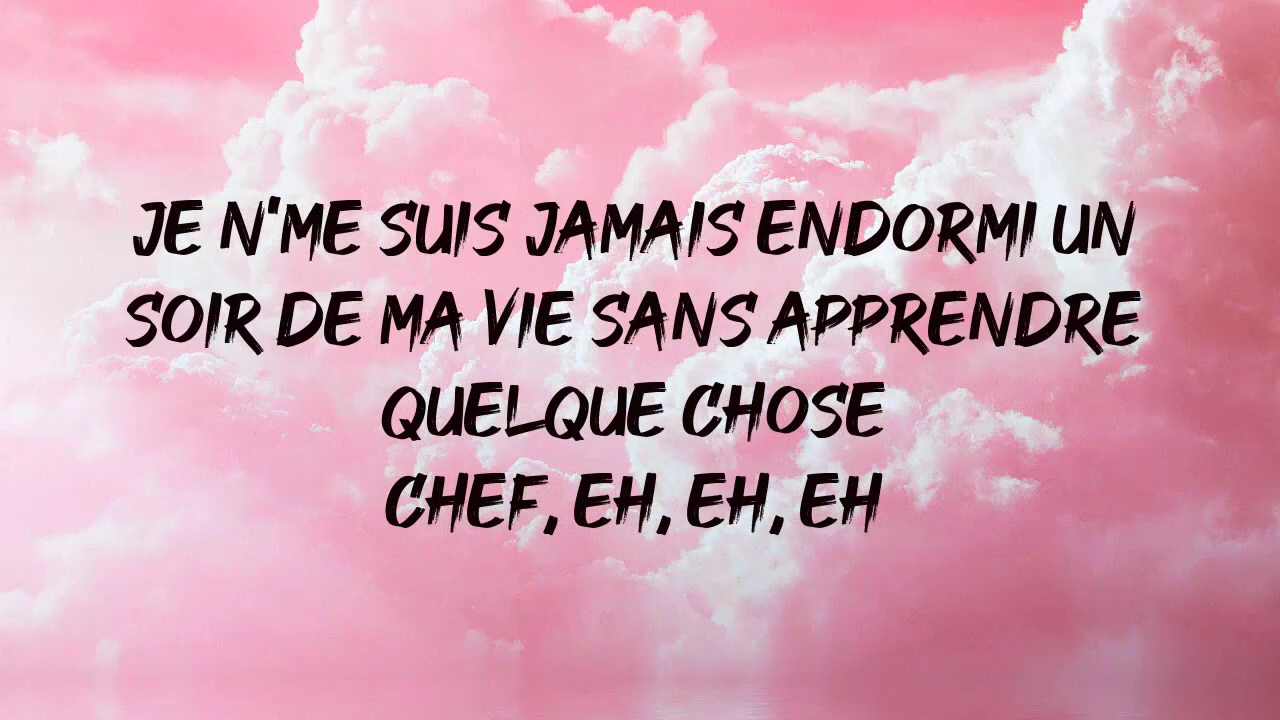 JE N'ME SUIS JAMAIS ENDORMI UN
SOIR DE MA VIE SANS APPRENDRE
QUELQUE CHOSE
CHEF, EH, EH, EH